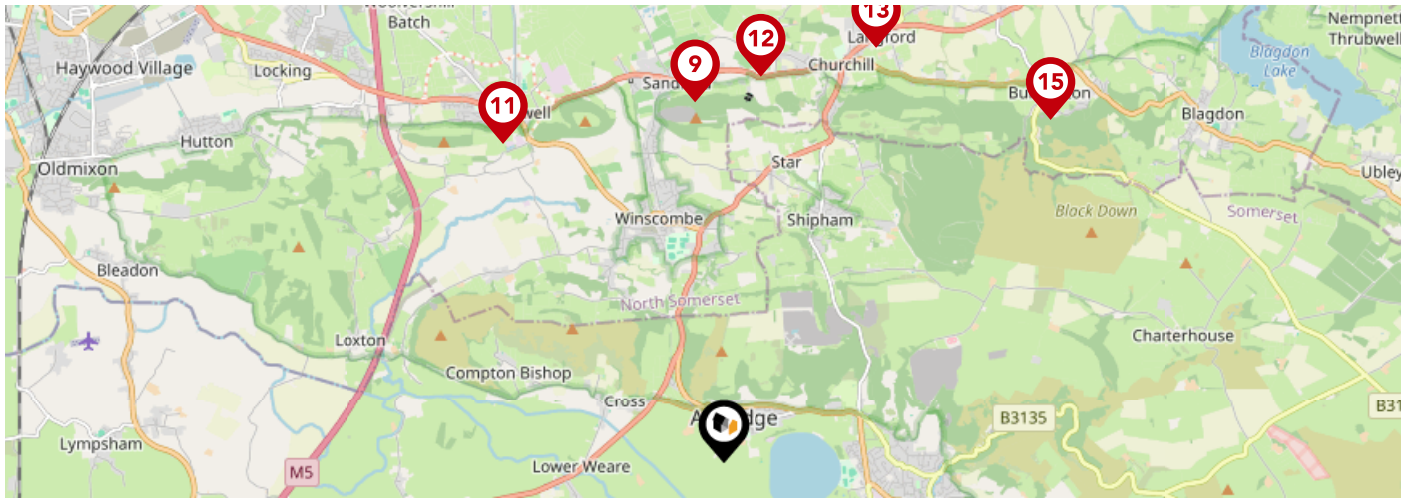 Batch
Nempnett
Thrubwell
13
12
Langford
Blagdon
Lake
Haywood Village
Locking
9
Churchill
11
15
Blagdon
Hutton
Oldmixon
Star
Ubley
Winscombe
Shipham
Black Down
Somerset
Bleadon
North Somerset
Loxton
Charterhouse
Compton Bishop
Cross
B3135
Lympsham
Lower Weare
M5